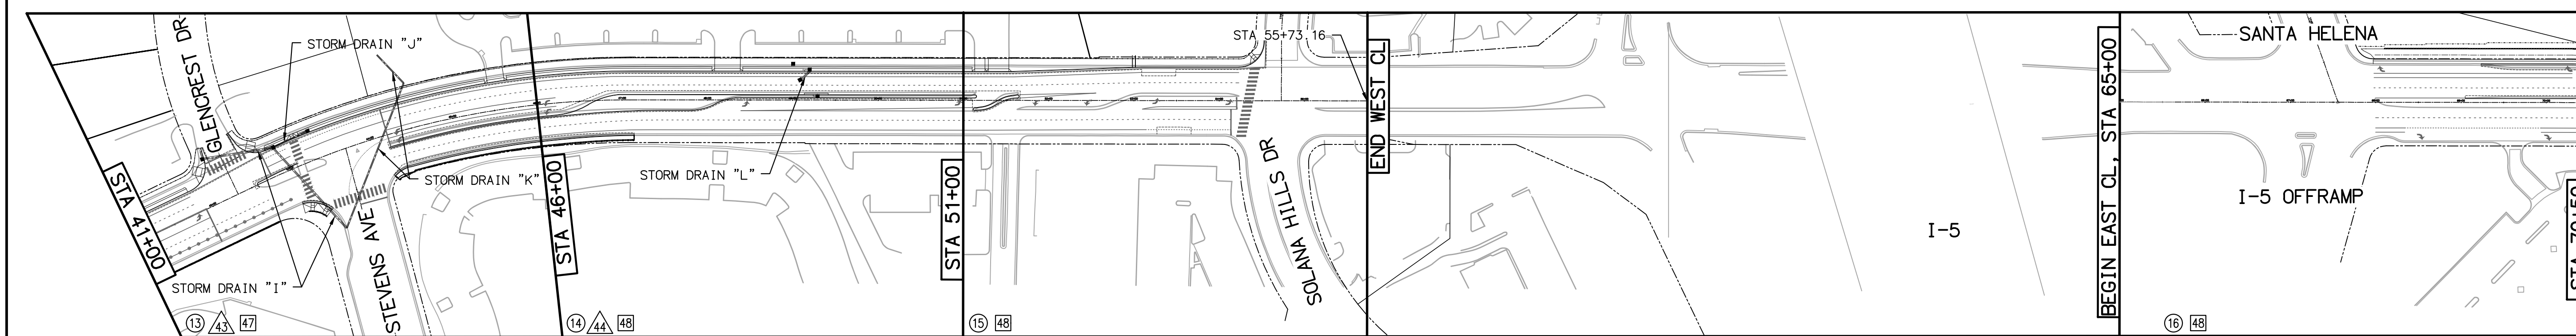 GLENCREST DR
STORM DRAIN "J"
STA 41+00
STORM DRAIN "I"
STEVENS AVE
STORM DRAIN "K"
13
43
47
STA 46+00
STORM DRAIN "L"
14
44
48
STA 51+00
15
48
STA 55+73.16
SOLANA HILLS DR
END WEST CL
I-5
BEGIN EAST CL, STA 65+00
SANTA HELENA
I-5 OFFRAMP
16
48